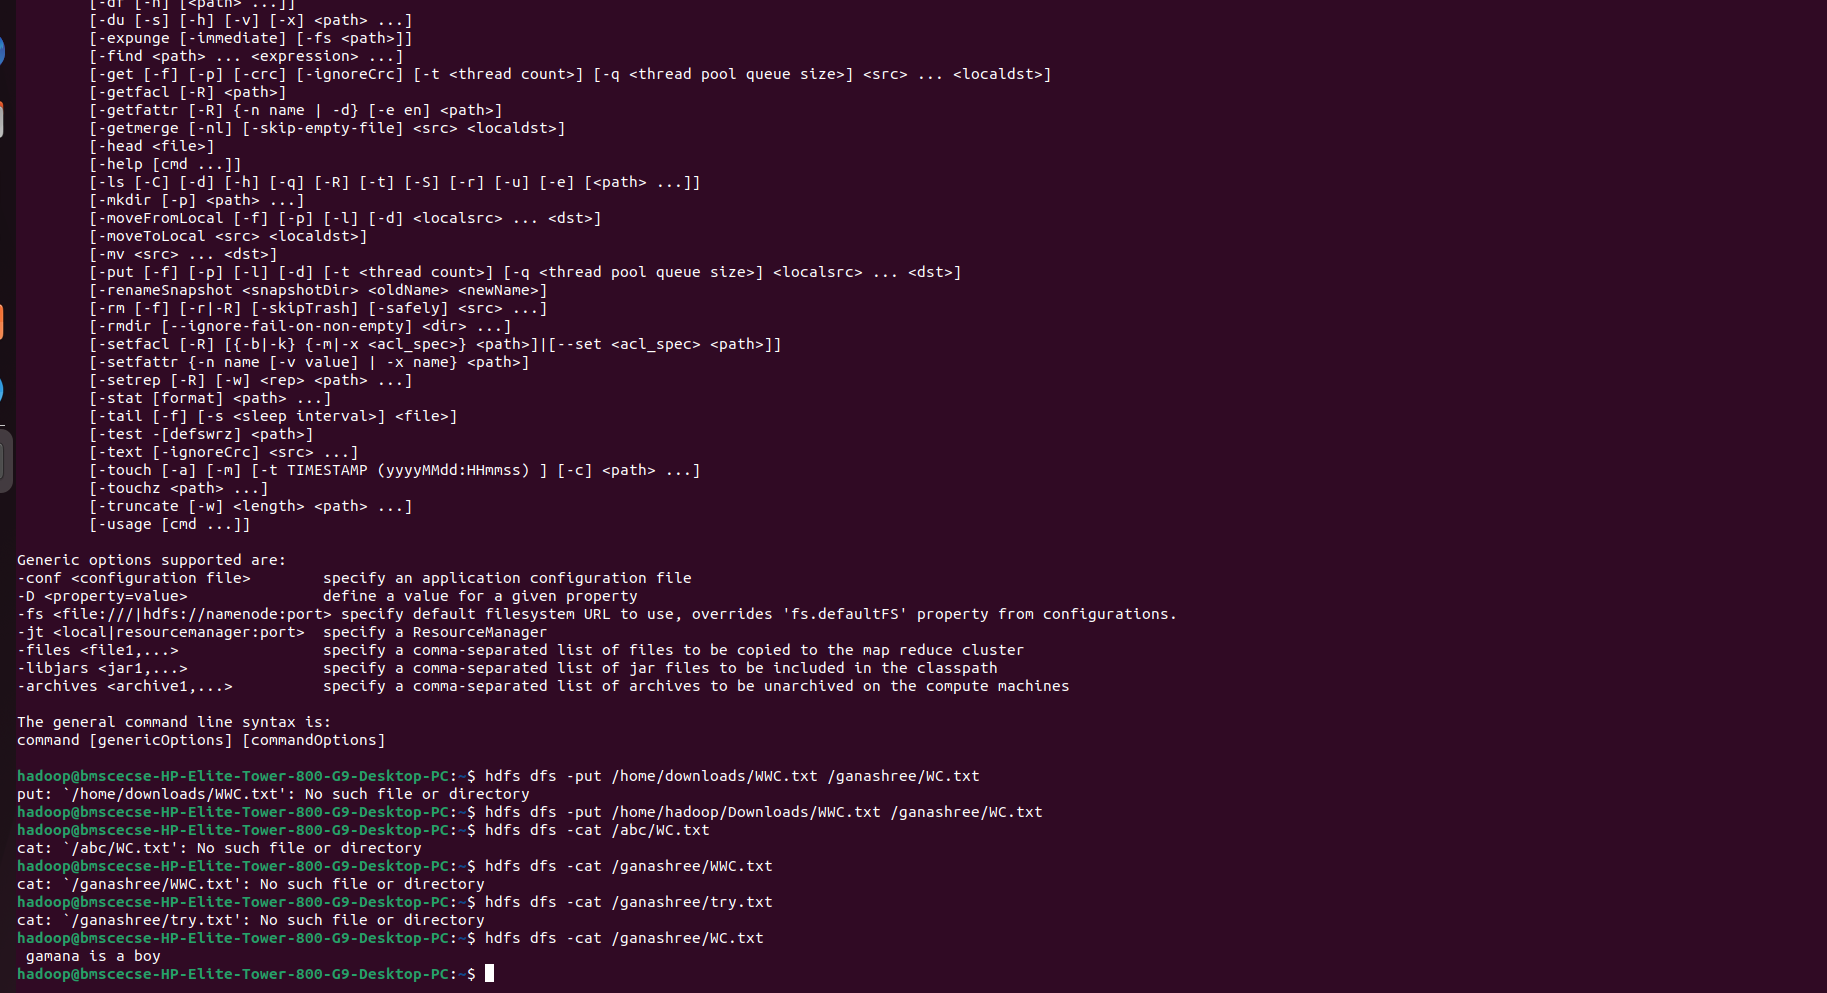 [-df [-h] [<path> ...]]
[-du [-s] [-h] [-v] [-x] <path> ...]
[-expunge [-immediate] [-fs <path>]]
[-find <path> ... <expression> ...]
[-get [-f] [-p] [-crc] [-ignoreCrc] [-t <thread count>] [-q <thread pool queue size>] <src> ... <localdst>]
[-getfacl [-R] <path>]
[-getfattr [-R] {-n name | -d} [-e en] <path>]
[-getmerge [-nl] [-skip-empty-file] <src> <localdst>]
[-head <file>]
[-help [cmd ...]]
[-ls [-C] [-d] [-h] [-q] [-R] [-t] [-S] [-r] [-u] [-e] [<path> ...]]
[-mkdir [-p] <path> ...]
[-moveFromLocal [-f] [-p] [-l] [-d] <localsrc> ... <dst>]
[-moveToLocal <src> <localdst>]
[-mv <src> ... <dst>]
[-put [-f] [-p] [-l] [-d] [-t <thread count>] [-q <thread pool queue size>] <localsrc> ... <dst>]
[-renameSnapshot <snapshotDir> <oldName> <newName>]
[-rm [-f] [-r|-R] [-skipTrash] [-safely] <src> ...]
[-rmdir [--ignore-fail-on-non-empty] <dir> ...]
[-setfacl [-R] [{-b|-k} {-m|-x <acl_spec>} <path>]|[--set <acl_spec> <path>]]
[-setfattr {-n name [-v value] | -x name} <path>]
[-setrep [-R] [-w] <rep> <path> ...]
[-stat [format] <path> ...]
[-tail [-f] [-s <sleep interval>] <file>]
[-test -[defswrz] <path>]
[-text [-ignoreCrc] <src> ...]
[-touch [-a] [-m] [-t TIMESTAMP (yyyyMMdd:HHmmss) ] [-c] <path> ...]
[-touchz <path> ...]
[-truncate [-w] <length> <path> ...]
[-usage [cmd ...]]
Generic options supported are:
-conf <configuration file>        specify an application configuration file
-D <property=value>               define a value for a given property
-fs <file:///|hdfs://namenode:port> specify default filesystem URL to use, overrides 'fs.defaultFS' property from configurations.
-jt <local|resourcemanager:port>  specify a ResourceManager
-files <file1,...>                specify a comma-separated list of files to be copied to the map reduce cluster
-libjars <jar1,...>               specify a comma-separated list of jar files to be included in the classpath
-archives <archive1,...>          specify a comma-separated list of archives to be unarchived on the compute machines
The general command line syntax is:
command [genericOptions] [commandOptions]
hadoop@bmscecse-HP-Elite-Tower-800-G9-Desktop-PC:~$ hdfs dfs -put /home/downloads/WWC.txt /ganashree/WC.txt
put: `/home/downloads/WWC.txt': No such file or directory
hadoop@bmscecse-HP-Elite-Tower-800-G9-Desktop-PC:~$ hdfs dfs -put /home/hadoop/Downloads/WWC.txt /ganashree/WC.txt
hadoop@bmscecse-HP-Elite-Tower-800-G9-Desktop-PC:~$ hdfs dfs -cat /abc/WC.txt
cat: `/abc/WC.txt': No such file or directory
hadoop@bmscecse-HP-Elite-Tower-800-G9-Desktop-PC:~$ hdfs dfs -cat /ganashree/WWC.txt
cat: `/ganashree/WWC.txt': No such file or directory
hadoop@bmscecse-HP-Elite-Tower-800-G9-Desktop-PC:~$ hdfs dfs -cat /ganashree/try.txt
cat: `/ganashree/try.txt': No such file or directory
hadoop@bmscecse-HP-Elite-Tower-800-G9-Desktop-PC:~$ hdfs dfs -cat /ganashree/WC.txt
gamana is a boy
hadoop@bmscecse-HP-Elite-Tower-800-G9-Desktop-PC:~$